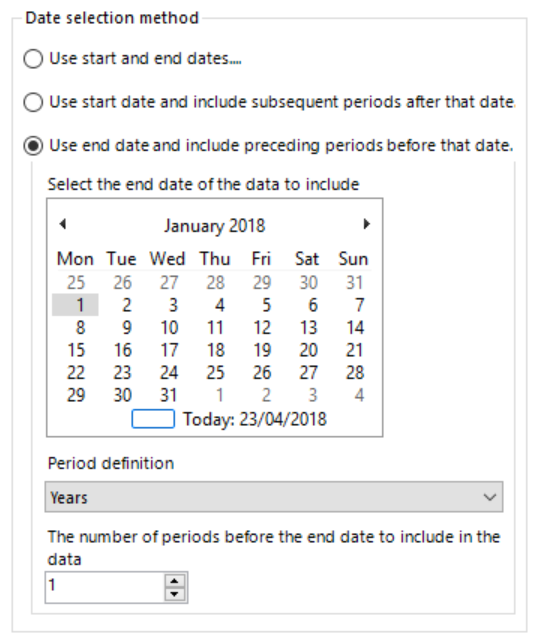 Date selection method
Use start and end dates....
Use start date and include subsequent periods after that date.
Use end date and include preceding periods before that date.
Select the end date of the data to include
January 2018
Mon Tue Wed Thu Fri Sat Sun
25 26 27 28 29 30 31
1 2 3 4 5 6 7
8 9 10 11 12 13 14
15 16 17 18 19 20 21
22 23 24 25 26 27 28
29 30 31 1 2 3 4
Today: 23/04/2018
Period definition
Years
The number of periods before the end date to include in the
data
1